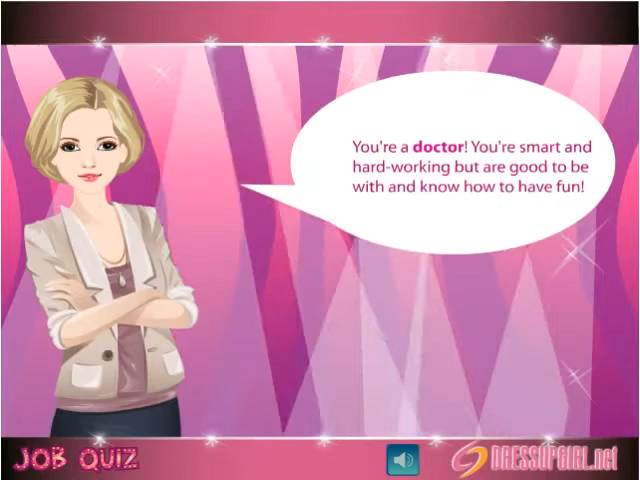 You're a doctor! You're smart and
hard-working but are good to be
with and know how to have fun!
JOB QUIZ
DRESSUPGIRL.net